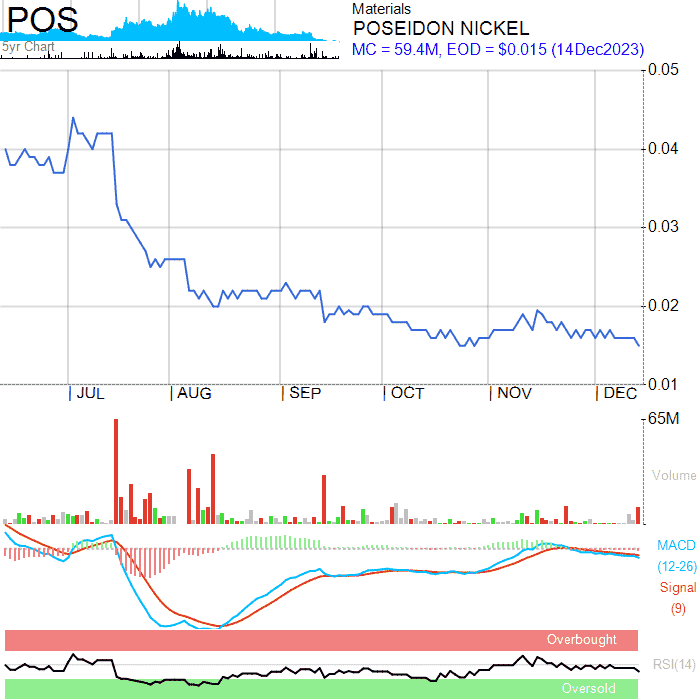 POS
5yr Chart
Materials
POSEIDON NICKEL
MC = 59.4M, EOD = $0.015 (14Dec2023)
0.05
0.04
0.03
0.02
0.01
JUL AUG SEP OCT NOV DEC
65M
Volume
MACD
(12-26)
Signal
(9)
Overbought
RSI(14)
Oversold